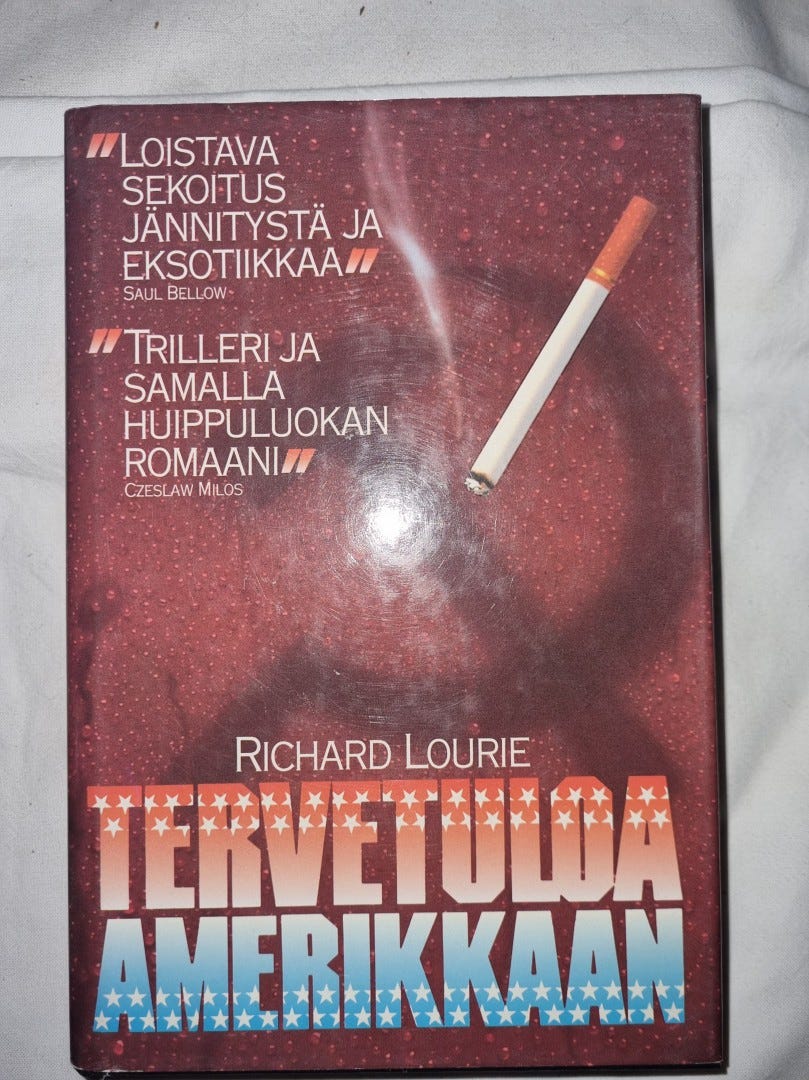 "LOISTAVA
SEKOITUS
JÄNNITYSTÄ JA
EKSOTIIKKAA"
SAUL BELLOW
"TRILLERI JA
SAMALLA
HUIPPULUOKAN
ROMAANI"
CZESLAW MILOS
RICHARD LOURIE
TERVETULOA
AMERIKKAAN